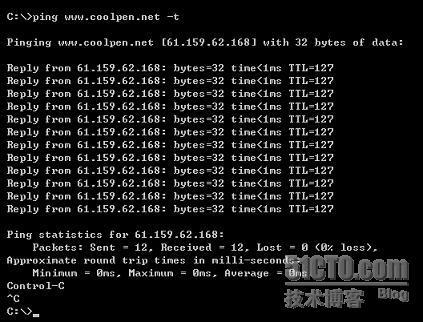 C:\>ping www.coolpen.net -t
Pinging www.coolpen.net [61.159.62.168] with 32 bytes of data:
Reply from 61.159.62.168: bytes=32 time<1ms TTL=127
Reply from 61.159.62.168: bytes=32 time<1ms TTL=127
Reply from 61.159.62.168: bytes=32 time<1ms TTL=127
Reply from 61.159.62.168: bytes=32 time<1ms TTL=127
Reply from 61.159.62.168: bytes=32 time<1ms TTL=127
Reply from 61.159.62.168: bytes=32 time<1ms TTL=127
Reply from 61.159.62.168: bytes=32 time<1ms TTL=127
Reply from 61.159.62.168: bytes=32 time<1ms TTL=127
Reply from 61.159.62.168: bytes=32 time<1ms TTL=127
Reply from 61.159.62.168: bytes=32 time<1ms TTL=127
Reply from 61.159.62.168: bytes=32 time<1ms TTL=127
Reply from 61.159.62.168: bytes=32 time<1ms TTL=127
Ping statistics for 61.159.62.168:
Packets: Sent = 12, Received = 12, Lost = 0 (0% loss),
Approximate round trip times in milli-seconds:
Minimum = 0ms, Maximum = 0ms, Average = 0ms
Control-C
^C
C:\>_
51CTO.com
技术博客 Blog